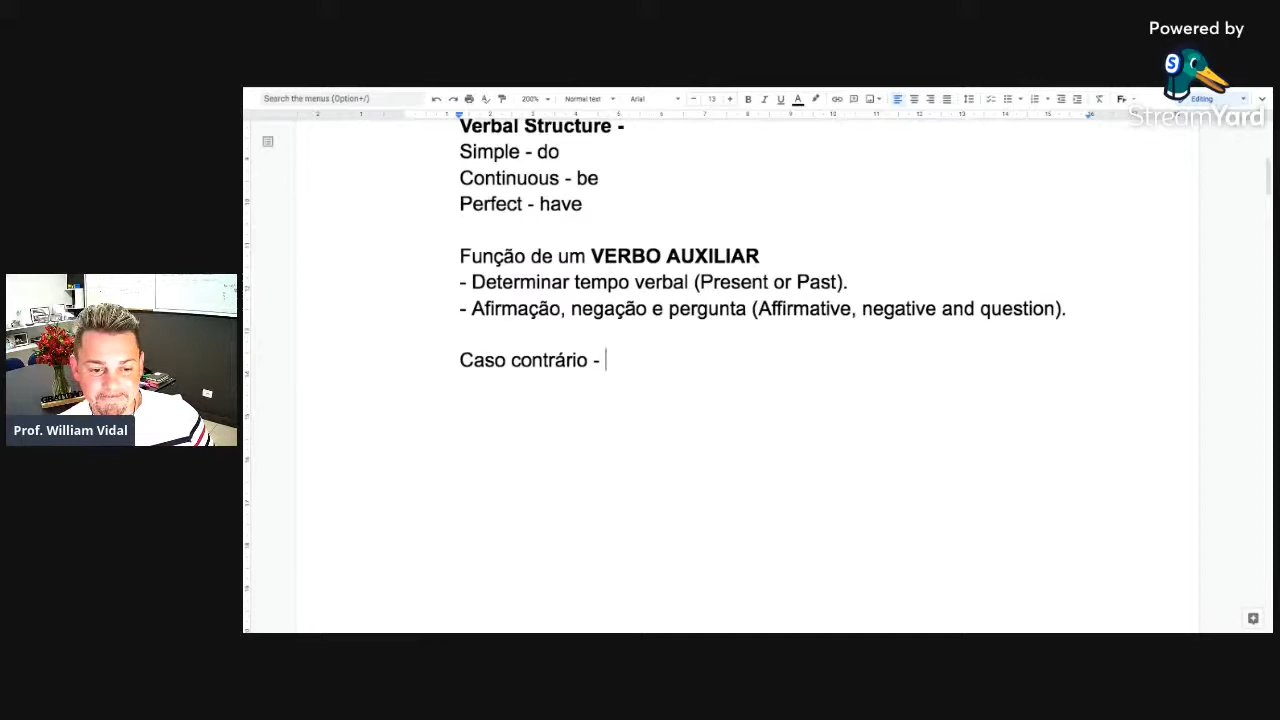 Powered by
StreamYard
Search the menus (Option+/)
200%
Normal text
Arial
13
Editing
Verbal Structure -
Simple - do
Continuous - be
Perfect - have
Função de um VERBO AUXILIAR
- Determinar tempo verbal (Present or Past).
- Afirmação, negação e pergunta (Affirmative, negative and question).
Caso contrário -
GRATIDÃO
Prof. William Vidal